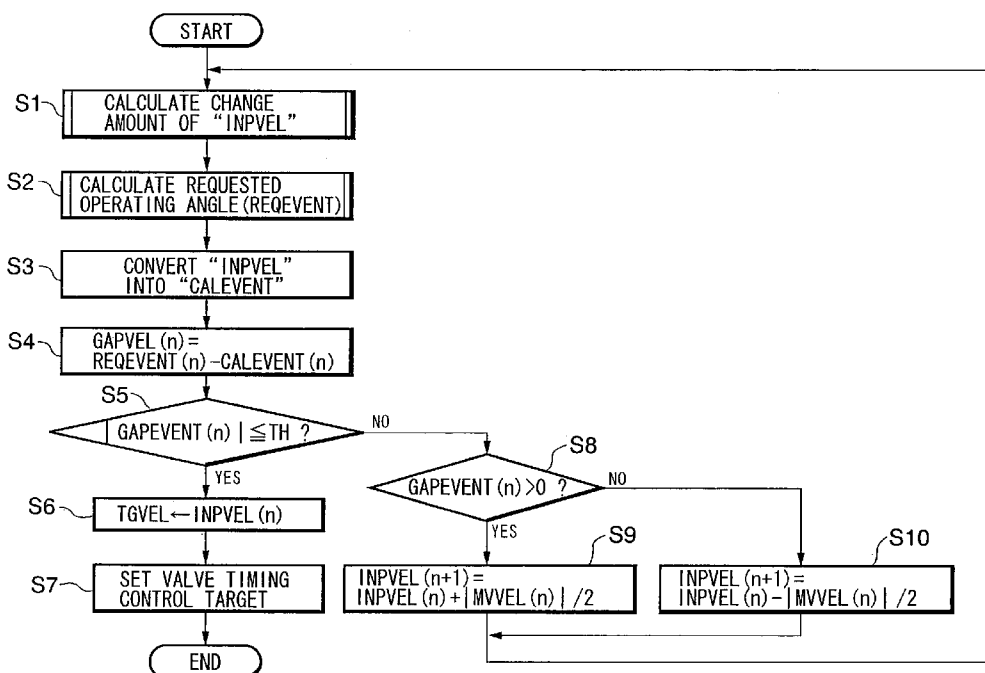 START
S1
CALCULATE CHANGE
AMOUNT OF “INPVEL”
S2
CALCULATE REQUESTED
OPERATING ANGLE(REQEVENT)
S3
CONVERT “INPVEL”
INTO “CALEVENT”
S4
GAPVEL(n)=
REQEVENT(n)−CALEVENT(n)
S5
|GAPEVENT(n)|≦TH ?
NO
YES
S8
GAPEVENT(n)>0 ?
NO
YES
S6
TGVEL←INPVEL(n)
S9
INPVEL(n+1)=
INPVEL(n)+|MVVEL(n)|/2
S10
INPVEL(n+1)=
INPVEL(n)−|MVVEL(n)|/2
S7
SET VALVE TIMING
CONTROL TARGET
END